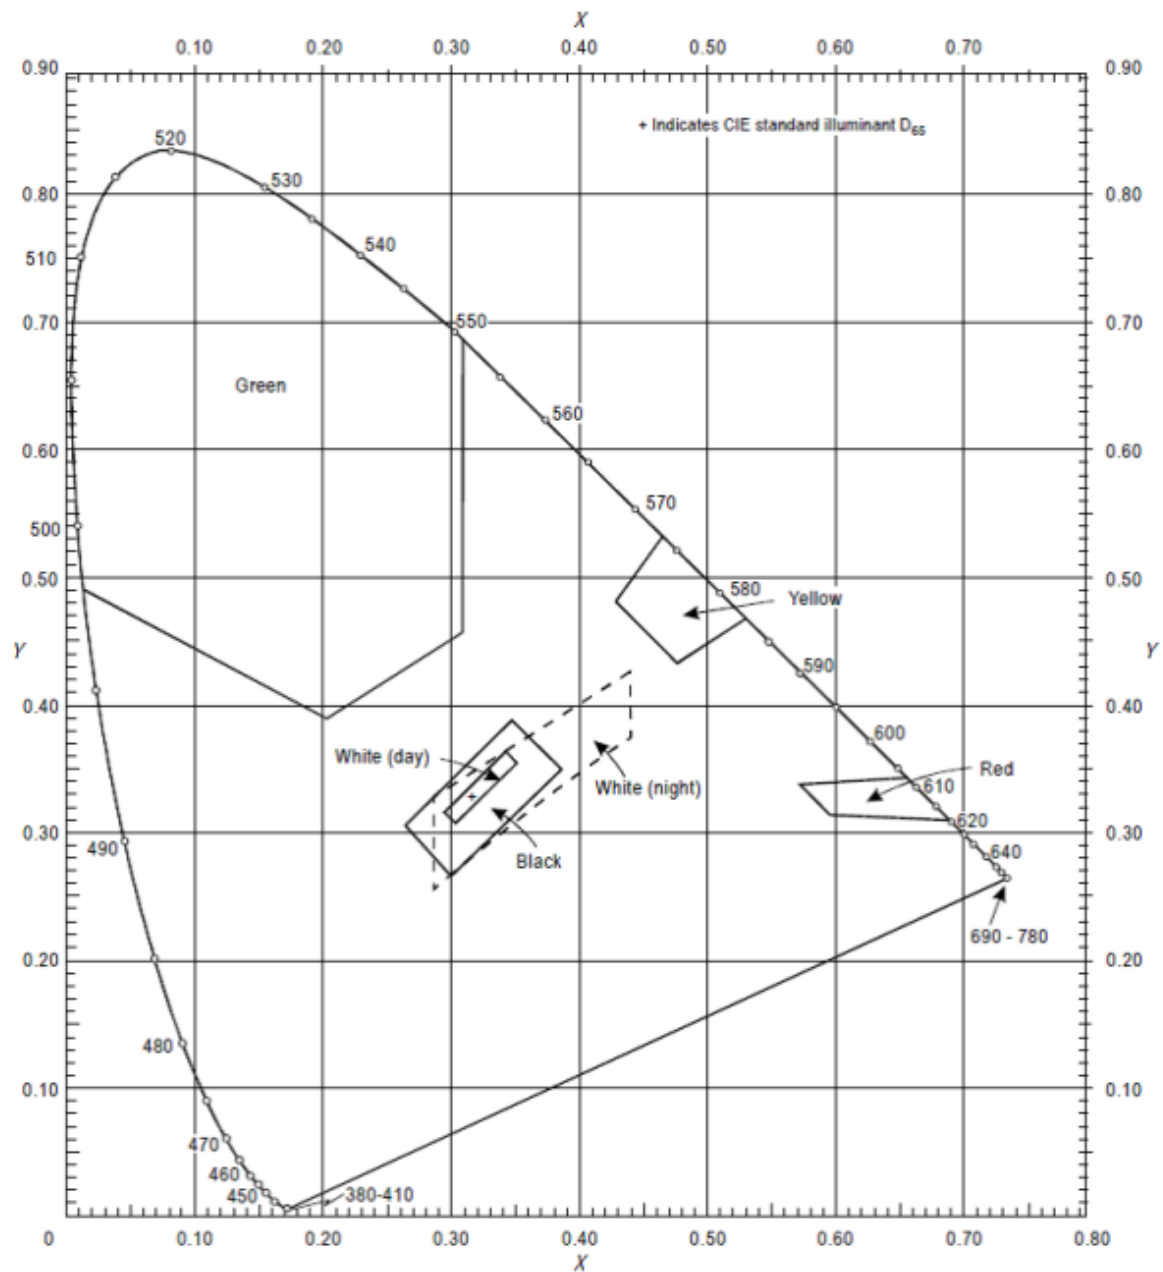 X
0.10 0.20 0.30 0.40 0.50 0.60 0.70
0.90 0.90
+ Indicates CIE standard illuminant D65
520
530
0.80 0.80
540
510
0.70 550 0.70
Green
560
0.60 0.60
570
500
0.50 580 0.50
Yellow
Y Y
590
0.40 0.40
600
White (day)
Red
610
White (night)
620
0.30 0.30
490 640
Black
690 - 780
0.20 0.20
480
0.10 0.10
470
460
450 380-410
0 0.10 0.20 0.30 0.40 0.50 0.60 0.70 0.80
X